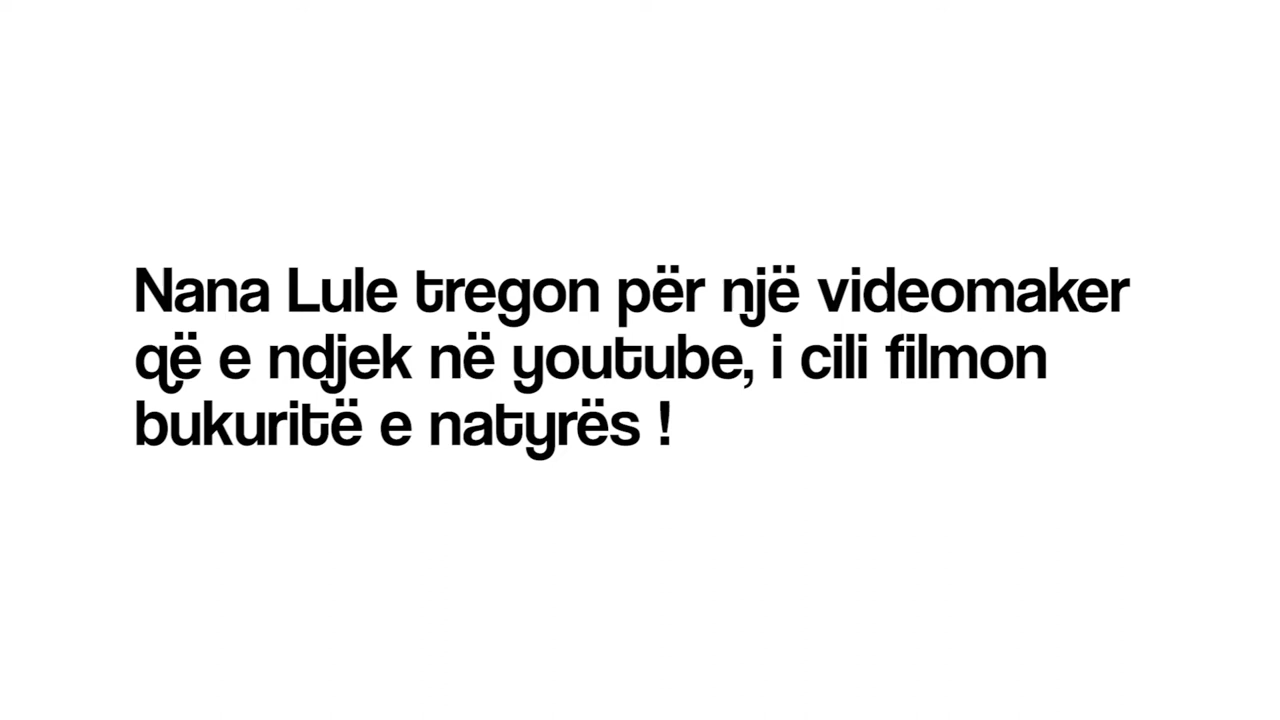 Nana Lule tregon për një videomaker
që e ndjek në youtube, i cili filmon
bukuritë e natyrës !